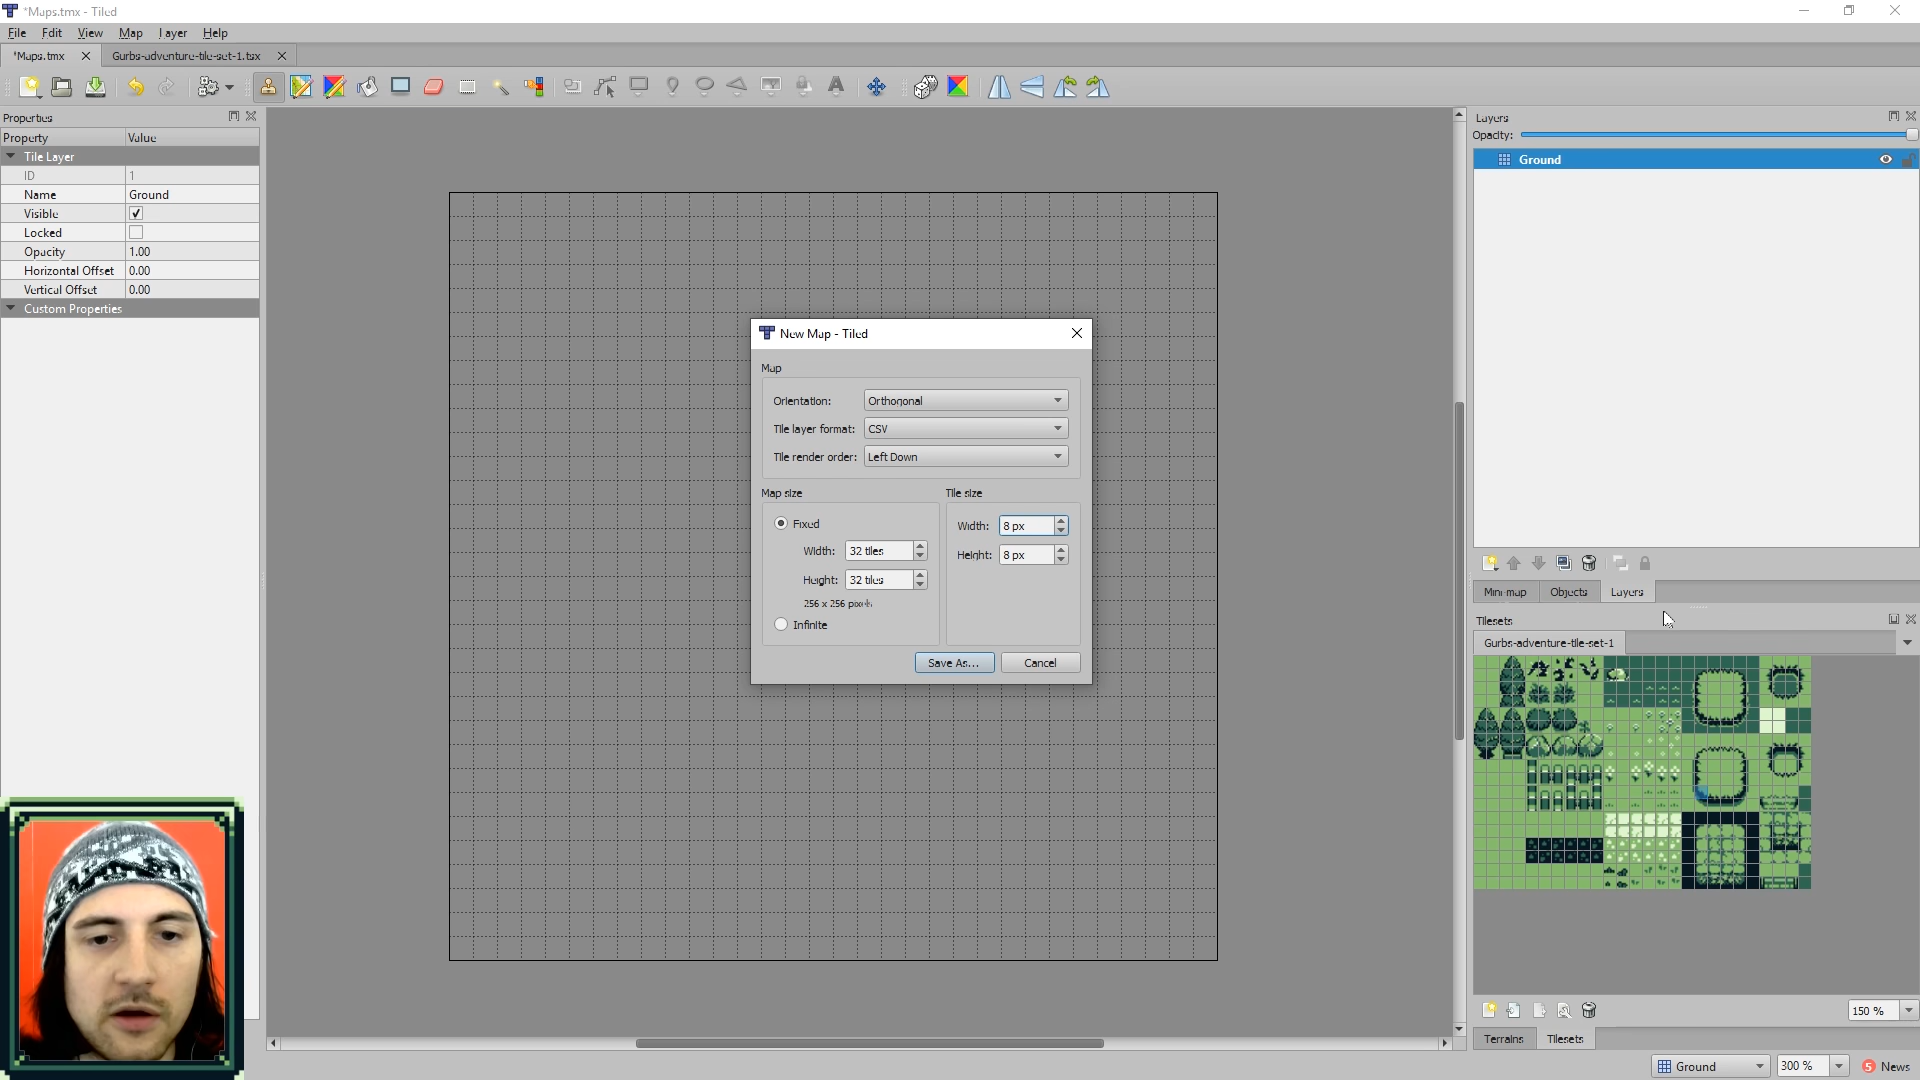 *Maps.tmx - Tiled
File Edit View Map Layer Help
*Maps.tmx Gurbs-adventure-tile-set-1.tsx
Properties
Property Value
Tile Layer
ID 1
Name Ground
Visible
Locked
Opacity 1.00
Horizontal Offset 0.00
Vertical Offset 0.00
Custom Properties
New Map - Tiled
Map
Orientation: Orthogonal
Tile layer format: CSV
Tile render order: Left Down
Map size Tile size
Fixed Width: 8 px
Width: 32 tiles Height: 8 px
Height: 32 tiles
256 x 256 pixels
Infinite
Save As... Cancel
Layers
Opacity:
Ground
Mini-map Objects Layers
Tilesets
Gurbs-adventure-tile-set-1
150 %
Terrains Tilesets
Ground 300 % 5 News